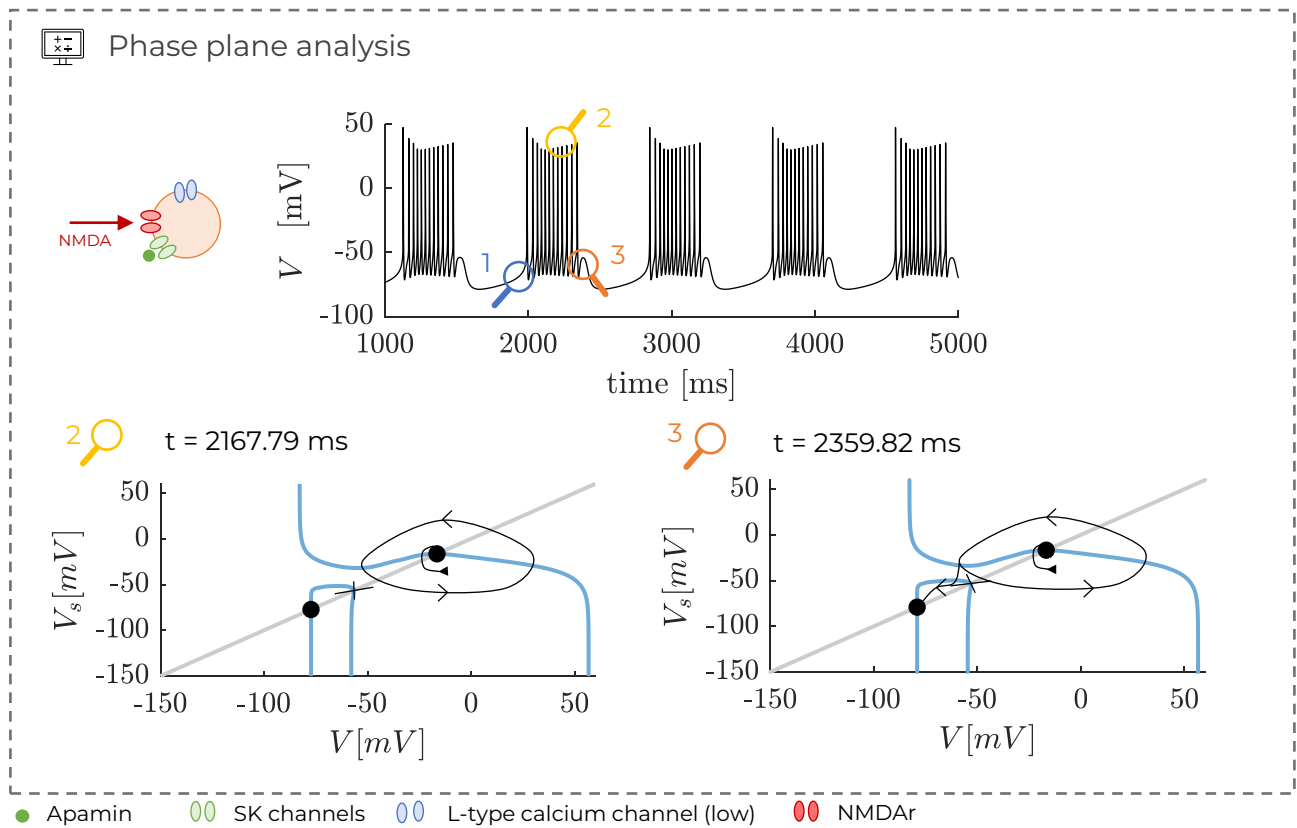 Phase plane analysis
50
0
-50
-100
V [mV]
1000 2000 3000 4000 5000
time [ms]
1
2
3
NMDA
2 t = 2167.79 ms
50
0
-50
-100
-150
Vs[mV]
-150 -100 -50 0 50
V[mV]
3 t = 2359.82 ms
50
0
-50
-100
-150
Vs[mV]
-150 -100 -50 0 50
V[mV]
Apamin SK channels L-type calcium channel (low) NMDAr